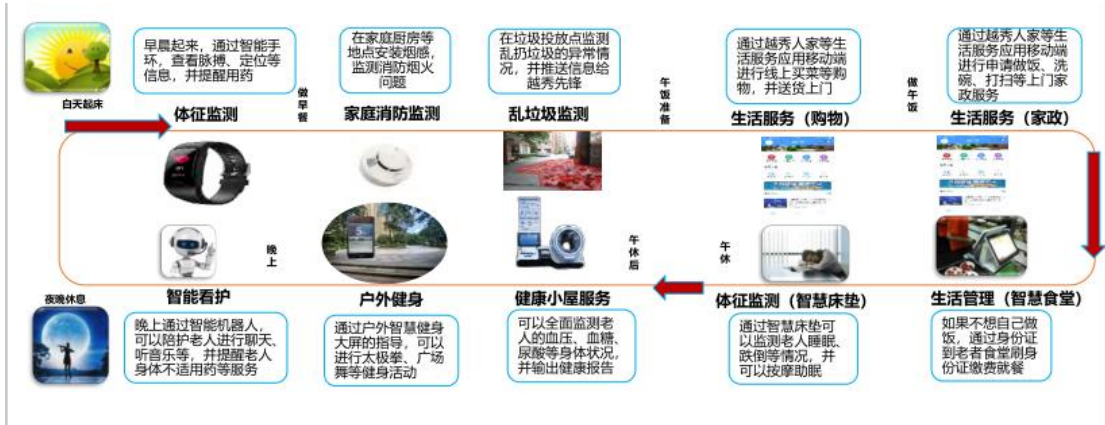 早晨起来，通过智能手
环，查看脉搏、定位等
信息，并提醒用药
在家庭厨房等
地点安装烟感，
监测消防烟火
问题
在垃圾投放点监测
乱扔垃圾的异常情
况，并推送信息给
越秀先锋
通过越秀人家等生
活服务应用移动端
进行线上买菜等购
物，并送货上门
通过越秀人家等生
活服务应用移动端
进行申请做饭、洗
碗、打扫等上门家
政服务
白天起床
体征监测
做早餐
家庭消防监测
乱垃圾监测
午饭准备
生活服务（购物）
做午饭
生活服务（家政）
晚上
午休后
午休
夜晚休息
智能看护
户外健身
健康小屋服务
体征监测（智慧床垫）
生活管理（智慧食堂）
晚上通过智能机器人，
可以陪护老人进行聊天、
听音乐等，并提醒老人
身体不适用药等服务
通过户外智慧健身
大屏的指导，可以
进行太极拳、广场
舞等健身活动
可以全面监测老
人的血压、血糖、
尿酸等身体状况，
并输出健康报告
通过智慧床垫可
以监测老人睡眠、
跌倒等情况，并
可以按摩助眠
如果不想自己做
饭，通过身份证
到老者食堂刷身
份证缴费就餐